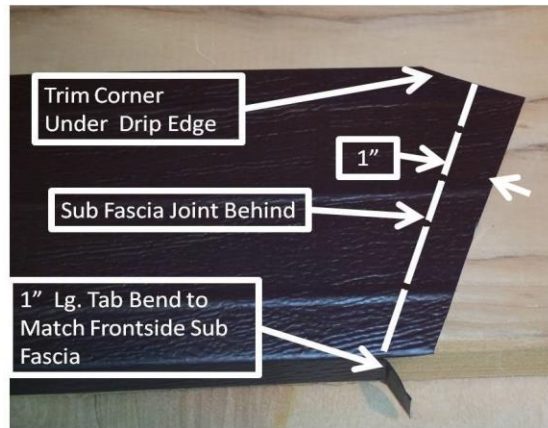 Trim Corner
Under Drip Edge
1"
Sub Fascia Joint Behind
1” Lg. Tab Bend to
Match Frontside Sub
Fascia